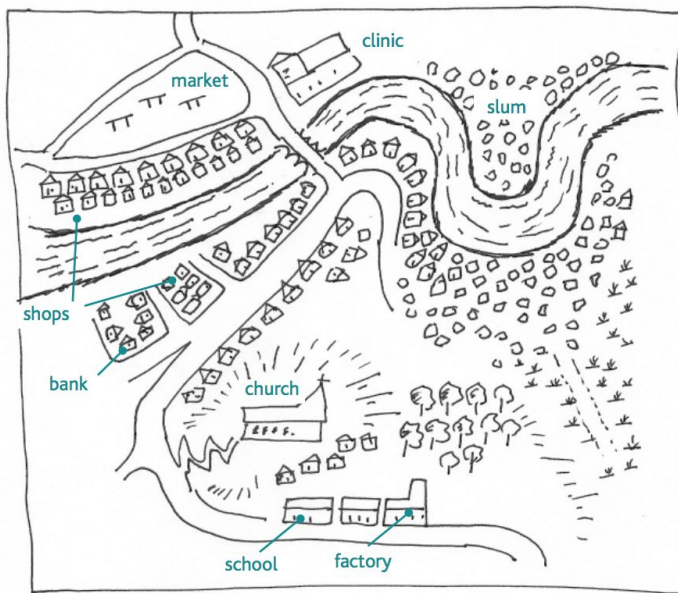 clinic
market
slum
shops
bank
church
school
factory